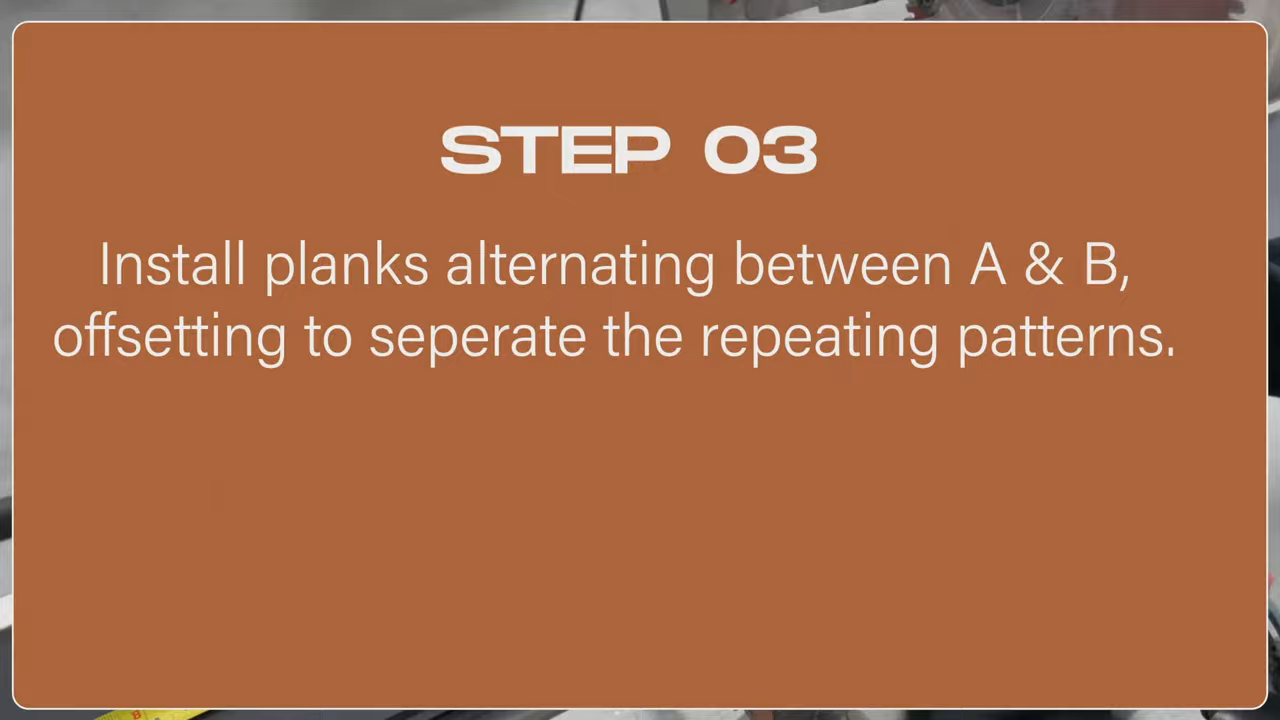 STEP 03
Install planks alternating between A & B,
offsetting to seperate the repeating patterns.